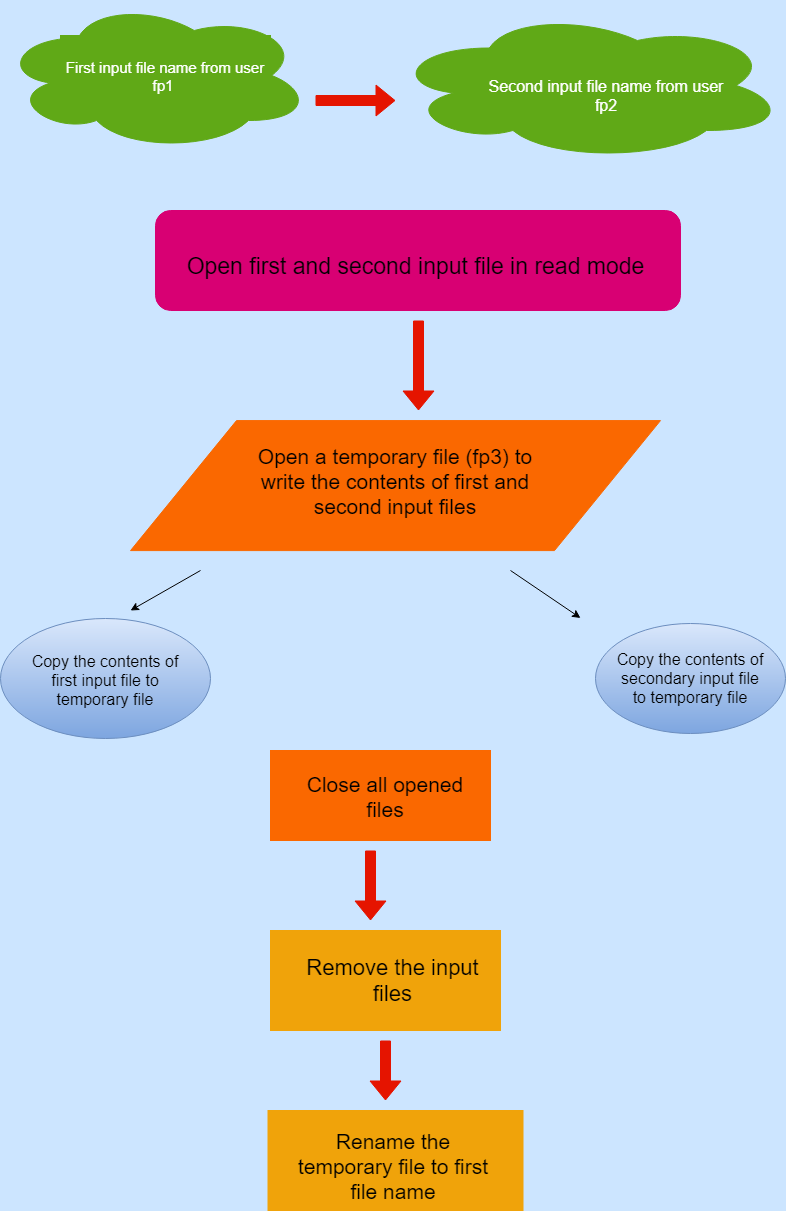 First input file name from user
fp1
Second input file name from user
fp2
Open first and second input file in read mode
Open a temporary file (fp3) to
write the contents of first and
second input files
Copy the contents of
first input file to
temporary file
Copy the contents of
secondary input file
to temporary file
Close all opened
files
Remove the input
files
Rename the
temporary file to first
file name